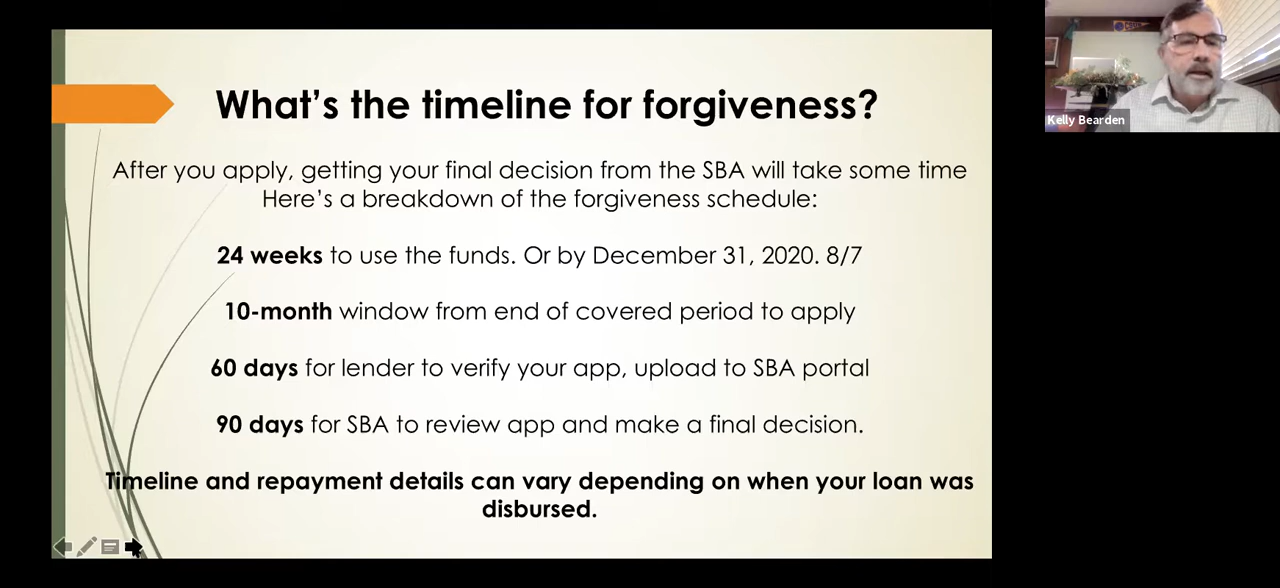 What's the timeline for forgiveness?
After you apply, getting your final decision from the SBA will take some time
Here's a breakdown of the forgiveness schedule:
24 weeks to use the funds. Or by December 31, 2020. 8/7
10-month window from end of covered period to apply
60 days for lender to verify your app, upload to SBA portal
90 days for SBA to review app and make a final decision.
Timeline and repayment details can vary depending on when your loan was
disbursed.
Kelly Bearden